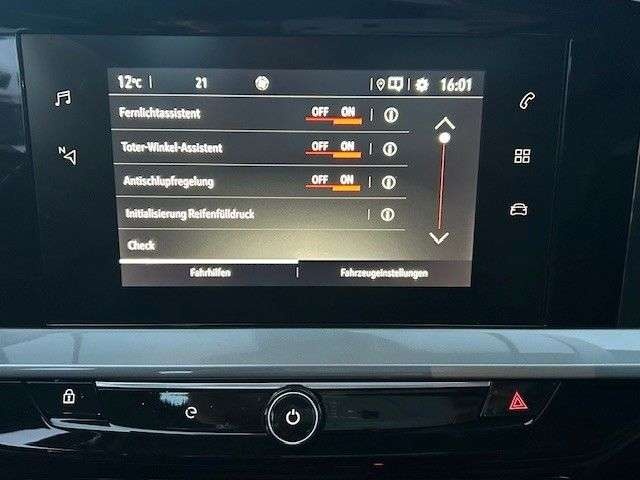 12°C 21 16:01
Fernlichtassistent OFF ON
Toter-Winkel-Assistent OFF ON
Antischlupfregelung OFF ON
Initialisierung Reifenfülldruck
Check
Fahrhilfen Fahrzeugeinstellungen
N